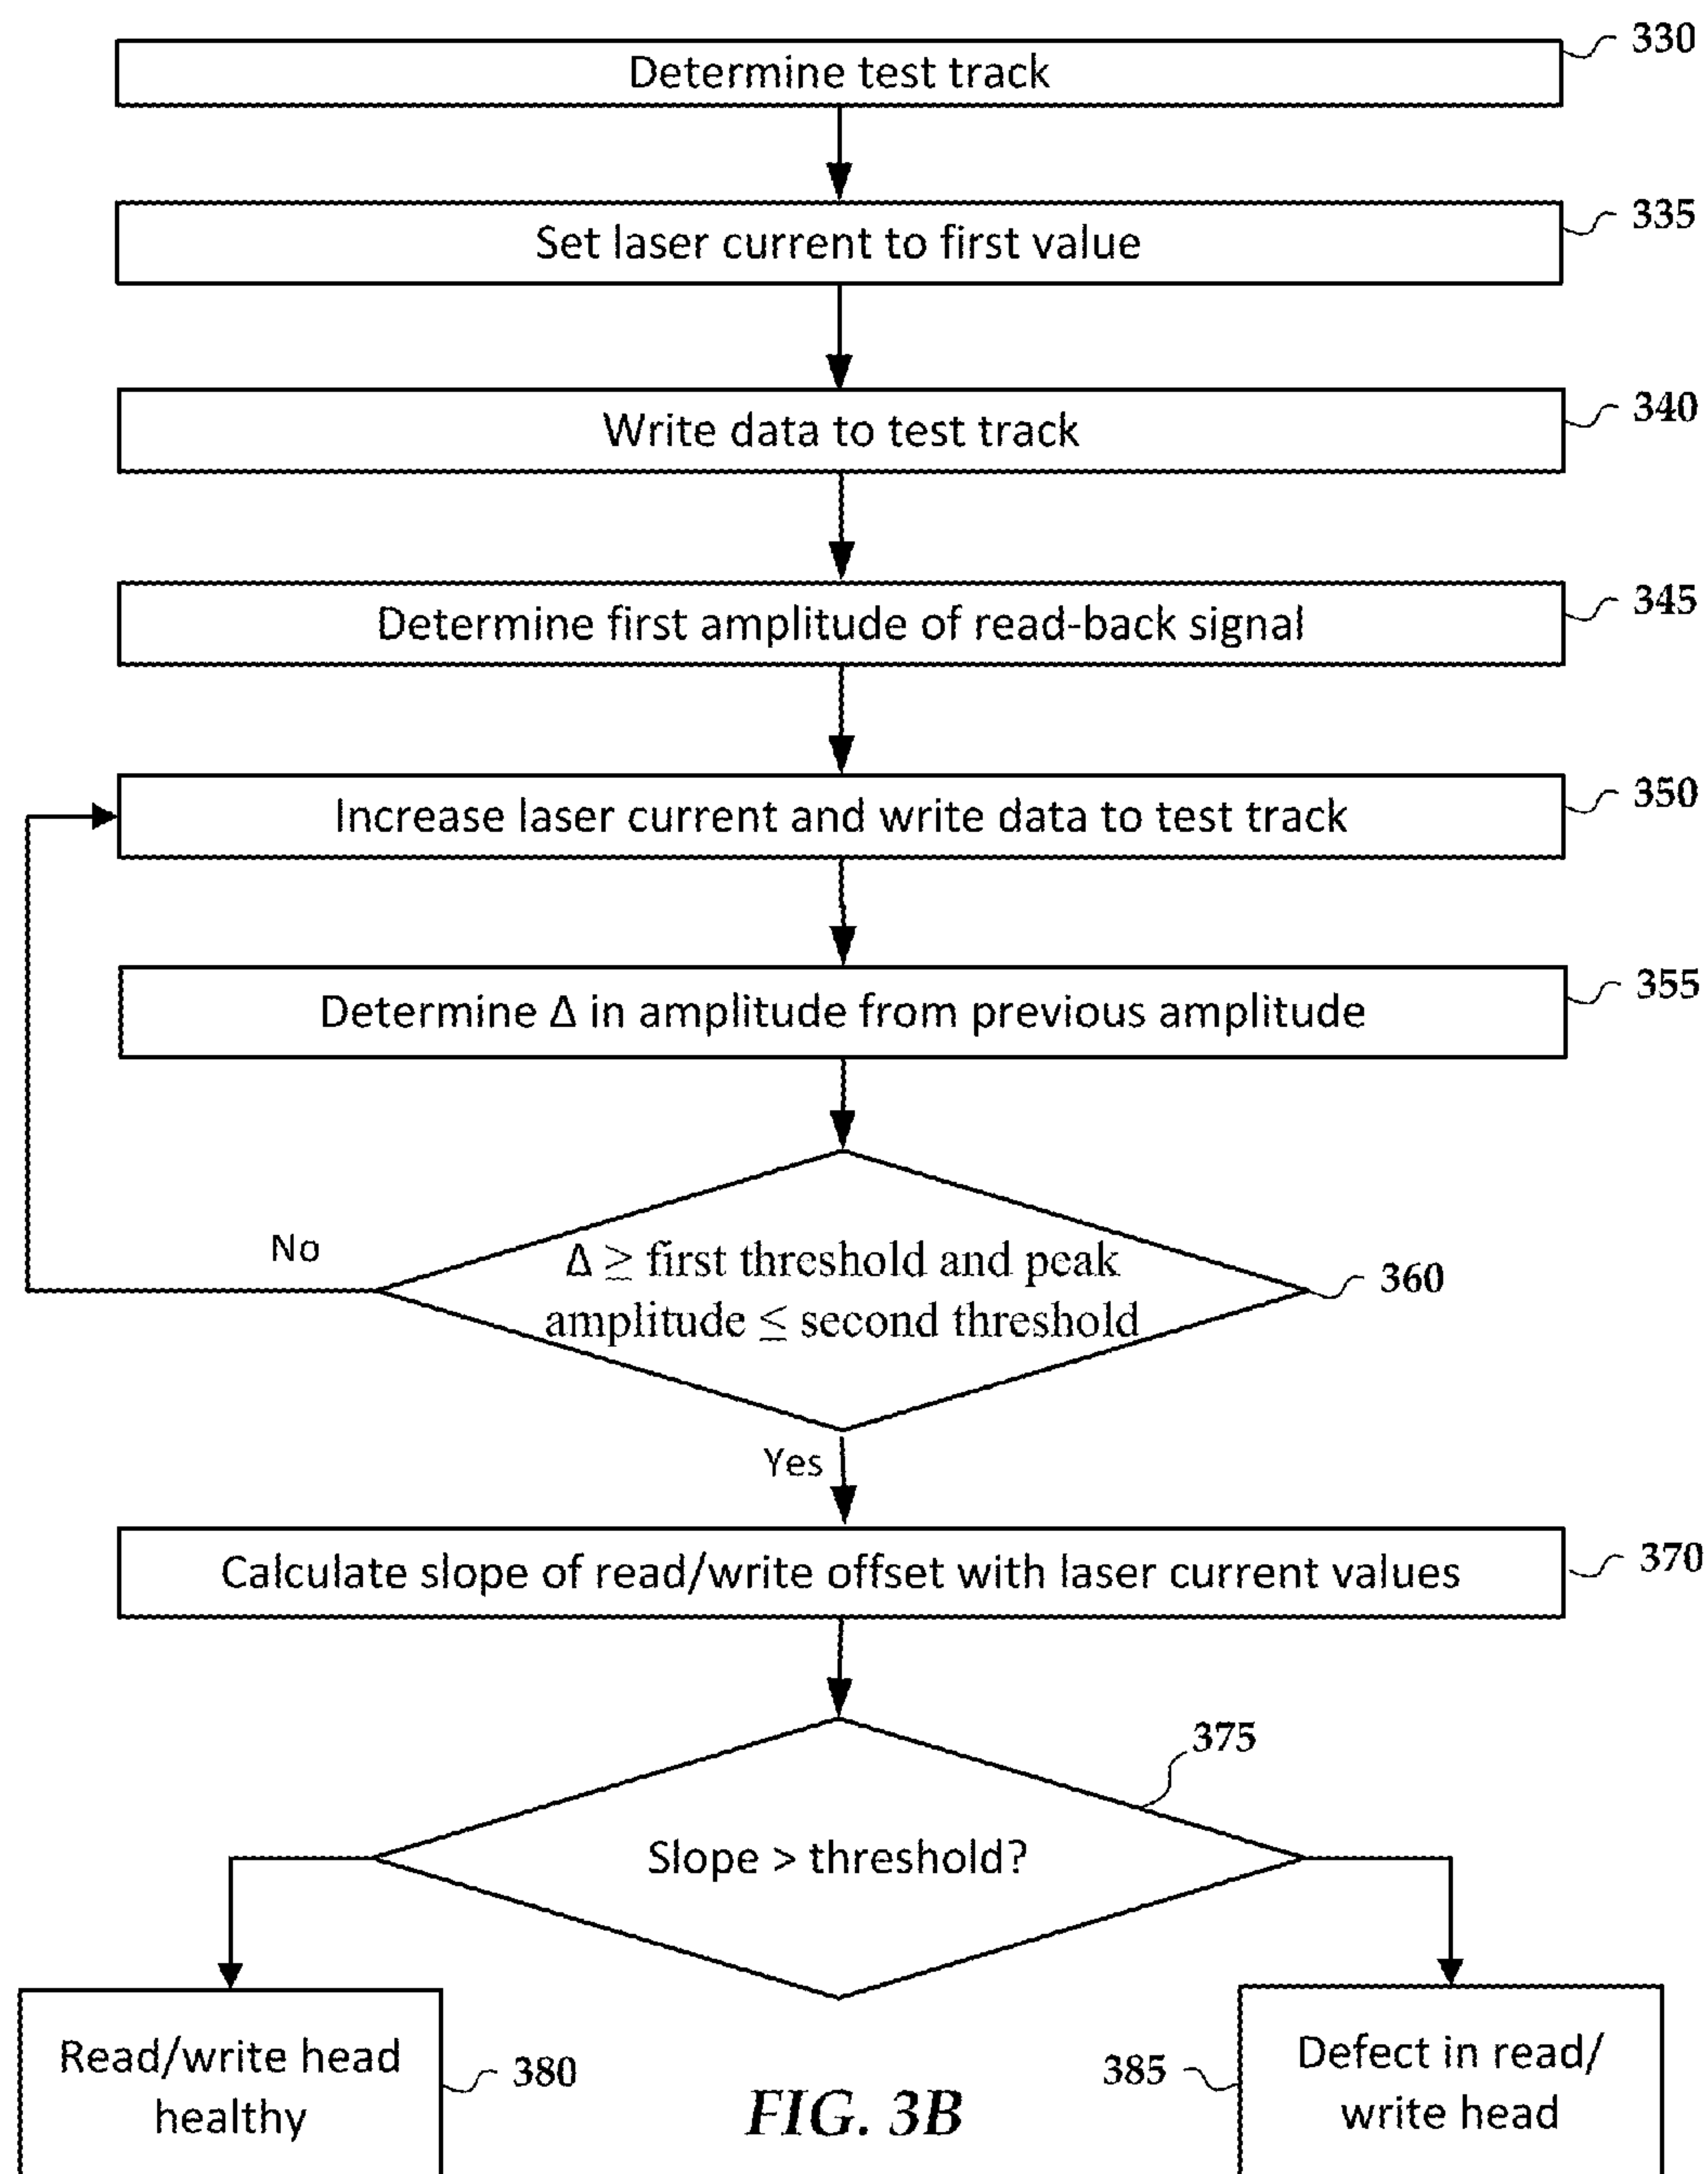 Determine test track
330
Set laser current to first value
335
Write data to test track
340
Determine first amplitude of read-back signal
345
Increase laser current and write data to test track
350
Determine Δ in amplitude from previous amplitude
355
No
Δ ≥ first threshold and peak
amplitude ≤ second threshold
360
Yes
Calculate slope of read/write offset with laser current values
370
375
Slope > threshold?
Read/write head
healthy
380
FIG. 3B
385
Defect in read/
write head